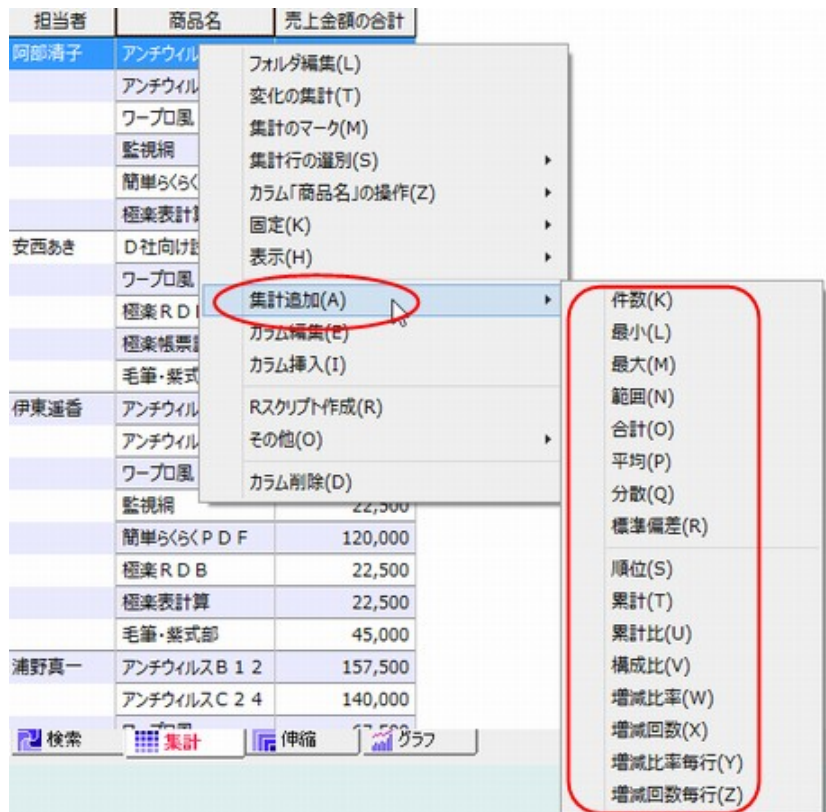 担当者 商品名 売上金額の合計
阿部清子 アンチウィル
アンチウィル
ワープロ風
監視網
簡単らくらく
極楽表計
安西あき D社向け
ワープロ風
極楽RD
極楽帳票
毛筆・紫式
伊東遥香 アンチウィル
アンチウィル
ワープロ風
監視網 22,500
簡単らくらくPDF 120,000
極楽RDB 22,500
極楽表計算 22,500
毛筆・紫式部 45,000
浦野真一 アンチウィルスB12 157,500
アンチウィルスC24 140,000
フォルダ編集(L)
変化の集計(T)
集計のマーク(M)
集計行の選別(S)
カラム「商品名」の操作(Z)
固定(K)
表示(H)
集計追加(A)
カラム編集(E)
カラム挿入(I)
Rスクリプト作成(R)
その他(O)
カラム削除(D)
件数(K)
最小(L)
最大(M)
範囲(N)
合計(O)
平均(P)
分散(Q)
標準偏差(R)
順位(S)
累計(T)
累計比(U)
構成比(V)
増減比率(W)
増減回数(X)
増減比率毎行(Y)
増減回数毎行(Z)
検索 集計 伸縮 グラフ